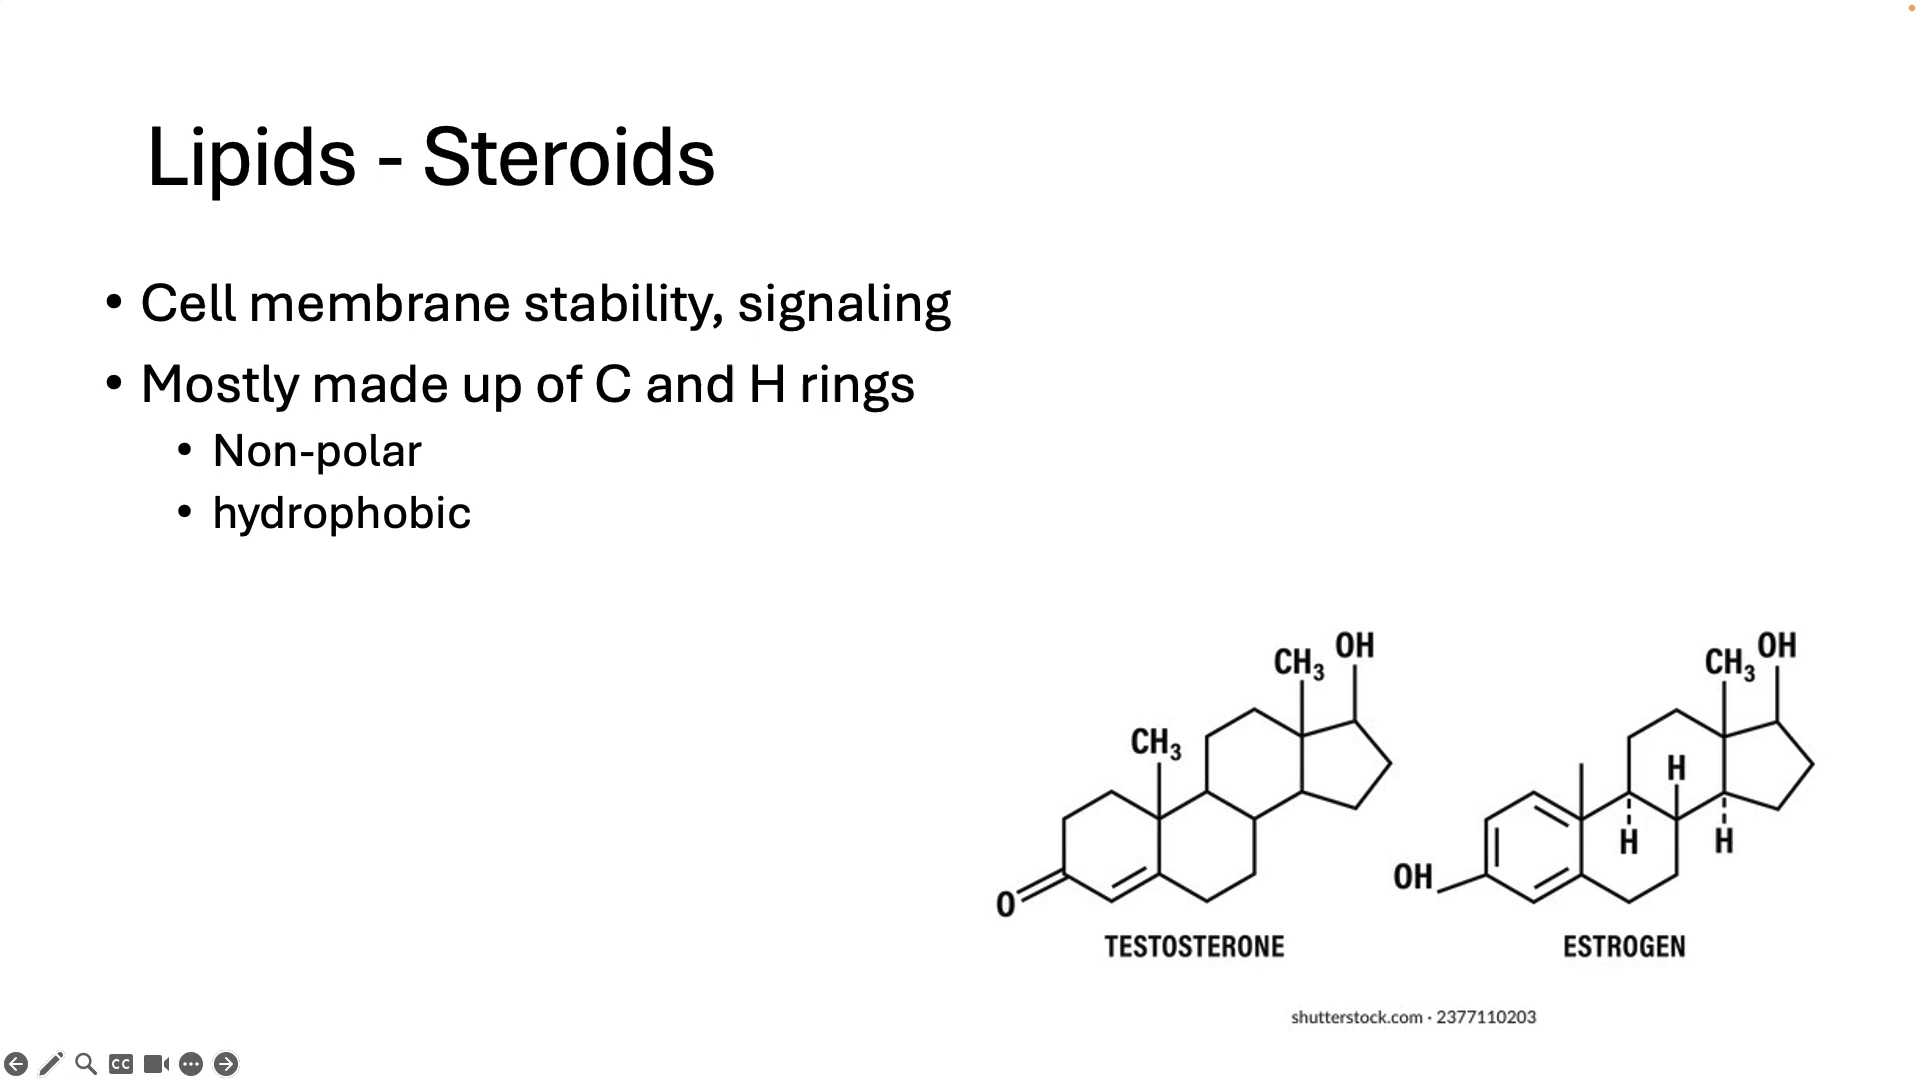 Lipids - Steroids
• Cell membrane stability, signaling
• Mostly made up of C and H rings
• Non-polar
• hydrophobic
CH₃ OH
CH₃
O
TESTOSTERONE
CH₃ OH
H
H
H
OH
ESTROGEN
shutterstock.com · 2377110203
CC